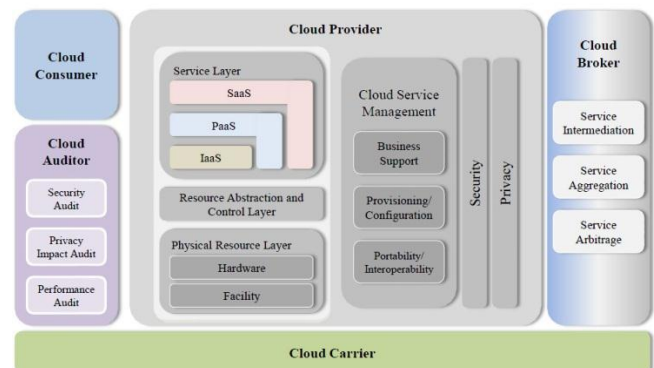 Cloud
Consumer
Cloud
Auditor
Security
Audit
Privacy
Impact Audit
Performance
Audit
Cloud Provider
Service Layer
SaaS
PaaS
IaaS
Resource Abstraction and
Control Layer
Physical Resource Layer
Hardware
Facility
Cloud Service
Management
Business
Support
Provisioning/
Configuration
Portability/
Interoperability
Security
Privacy
Cloud
Broker
Service
Intermediation
Service
Aggregation
Service
Arbitrage
Cloud Carrier